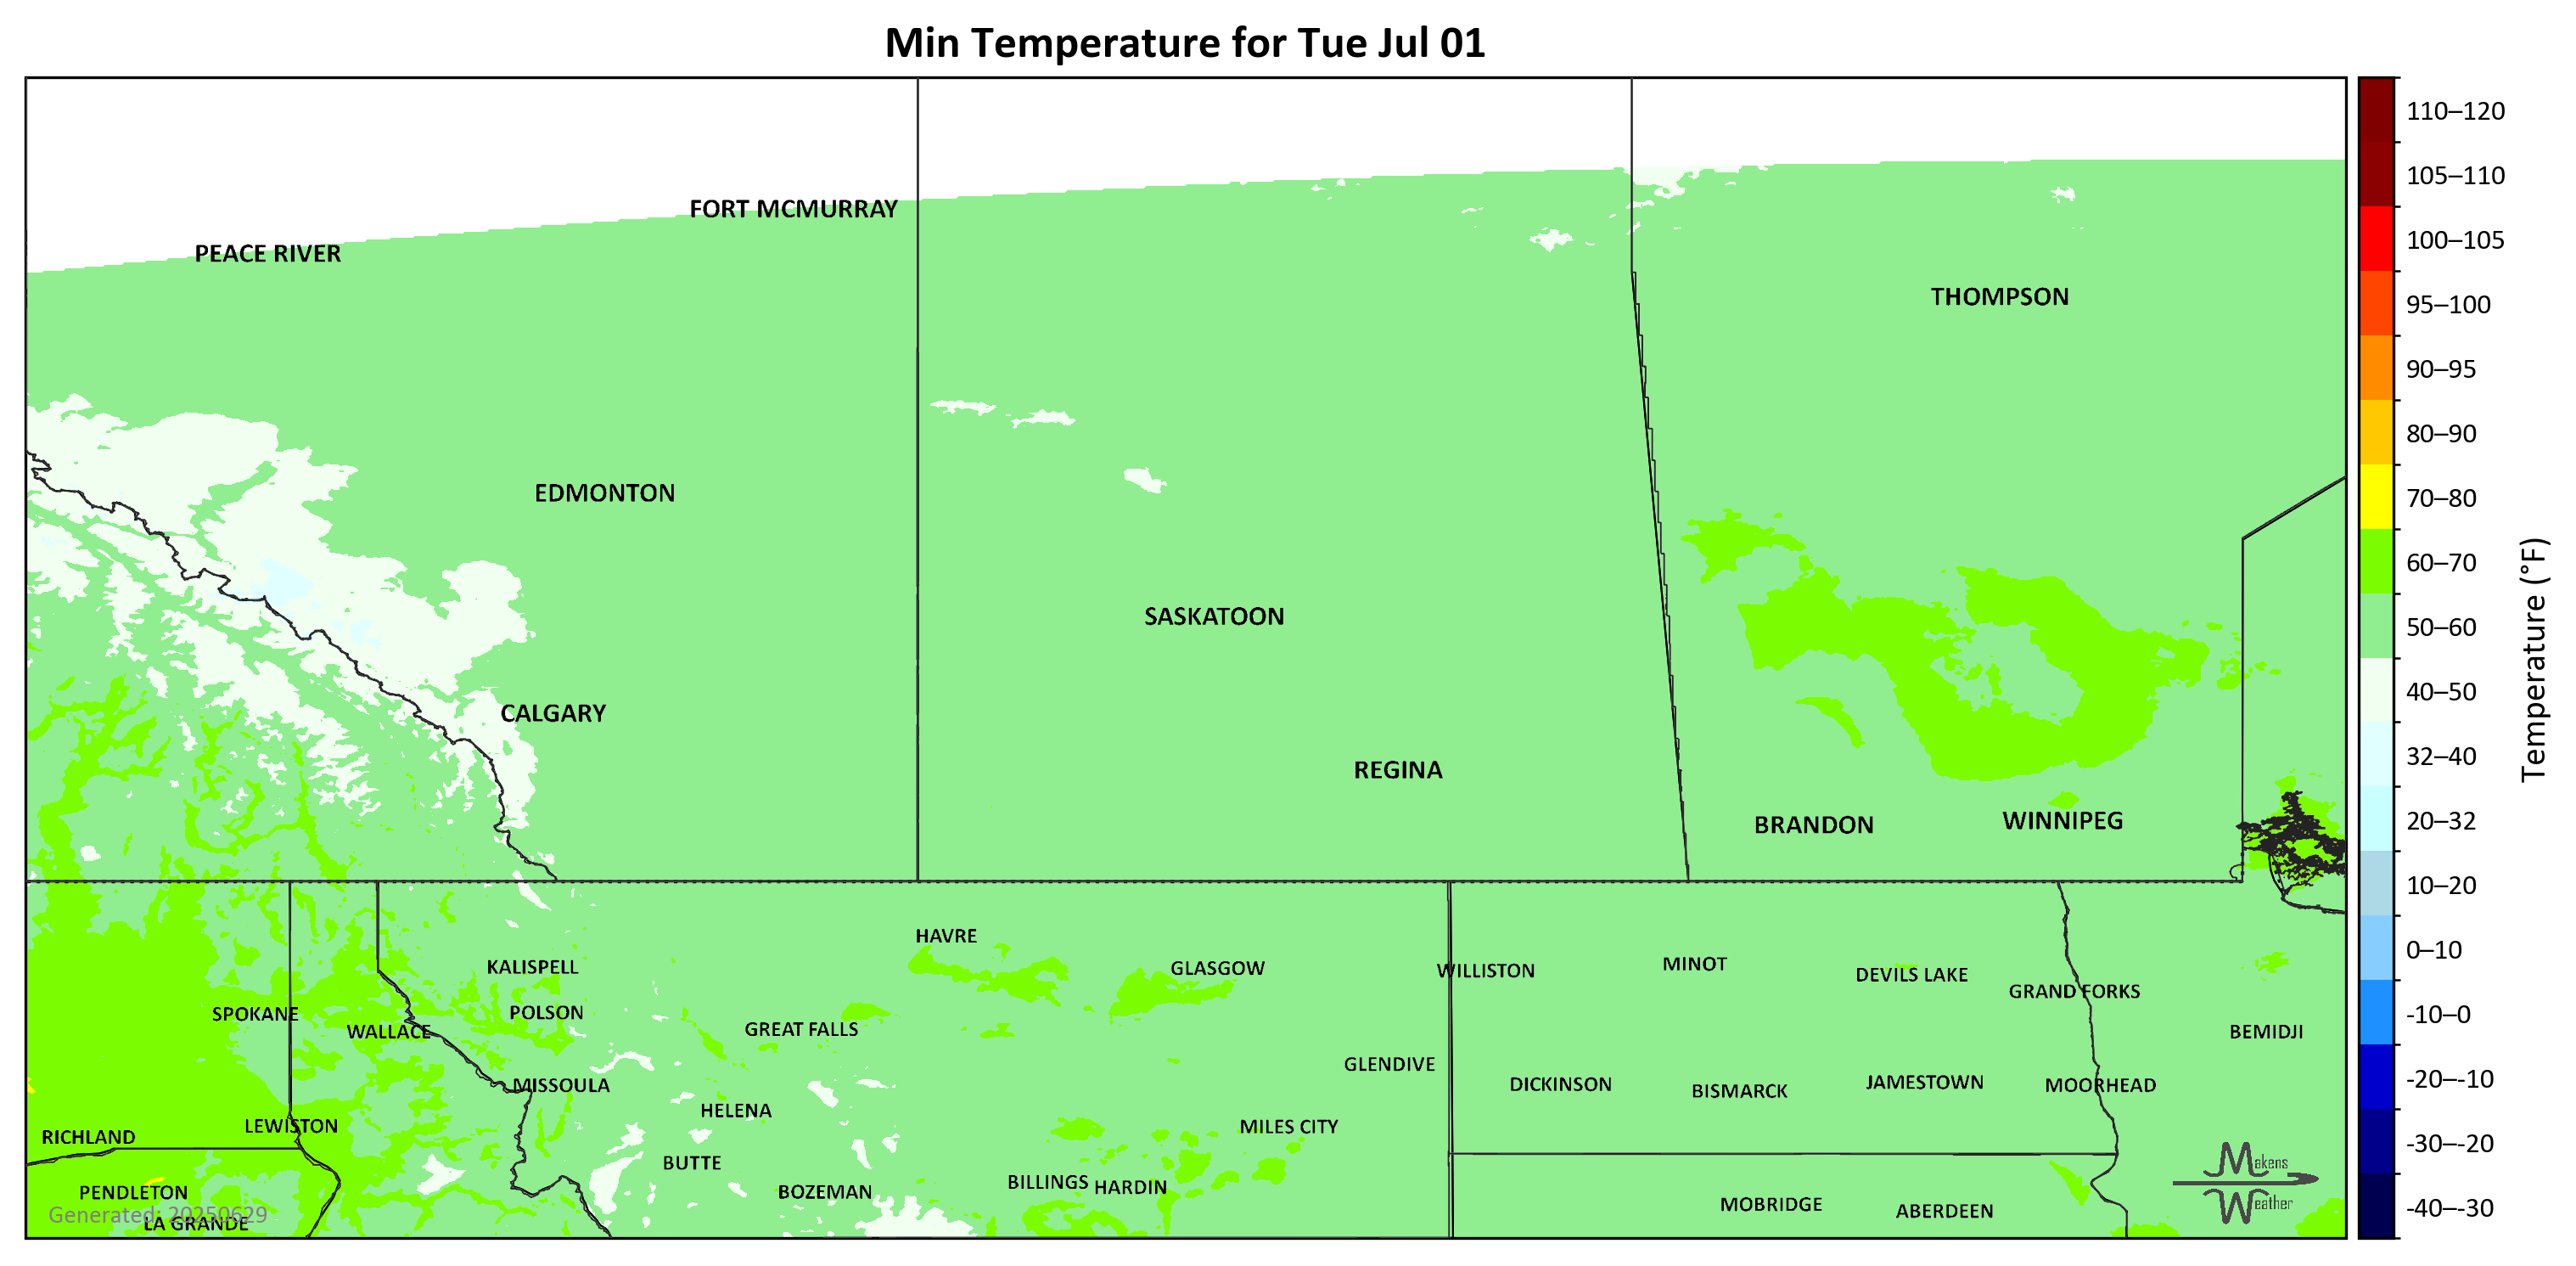 Min Temperature for Tue Jul 01
FORT MCMURRAY
PEACE RIVER
THOMPSON
EDMONTON
SASKATOON
CALGARY
REGINA
BRANDON
WINNIPEG
HAVRE
KALISPELL
GLASGOW
WILLISTON
MINOT
DEVILS LAKE
GRAND FORKS
SPOKANE
POLSON
WALLACE
GREAT FALLS
BEMIDJI
GLENDIVE
MISSOULA
DICKINSON
BISMARCK
JAMESTOWN
MOORHEAD
HELENA
LEWISTON
MILES CITY
RICHLAND
BUTTE
BILLINGS
HARDIN
PENDLETON
BOZEMAN
MOBRIDGE
ABERDEEN
LA GRANDE
Generated: 20250629
Makens
Weather
110–120
105–110
100–105
95–100
90–95
80–90
70–80
60–70
50–60
40–50
32–40
20–32
10–20
0–10
-10–0
-20–-10
-30–-20
-40–-30
Temperature (°F)